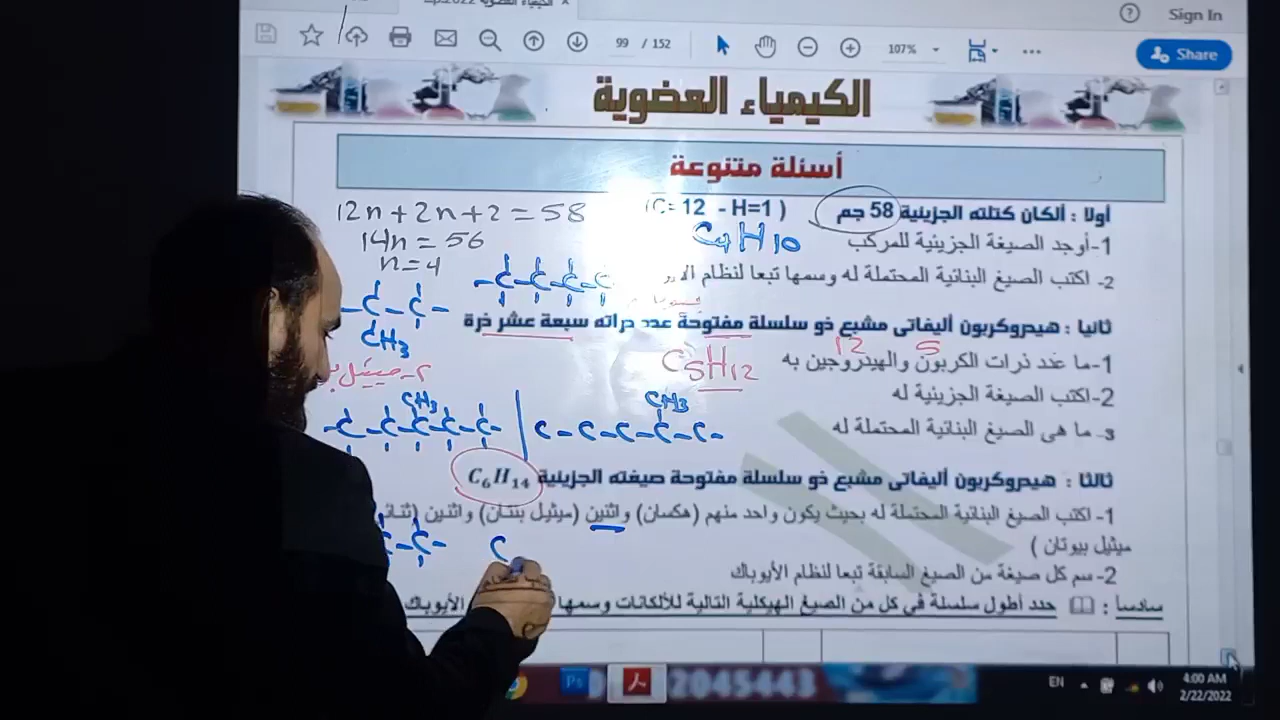 الكيمياء العضوية 2022
Sign In
99 / 152
107%
Share
الكيمياء العضوية
أسئلة متنوعة
أولا : ألكان كتلته الجزيئية 58 جم (C= 12 - H=1 )
12n + 2n + 2 = 58
14n = 56
n = 4
1- أوجد الصيغة الجزيئية للمركب
C4H10
2- اكتب الصيغ البنائية المحتملة له وسمها تبعا لنظام
- C - C - C - C
- C - C -
CH3
ثانيا : هيدروكربون أليفاتى مشبع ذو سلسلة مفتوحة عدد ذراته سبعة عشر ذرة
12 5
1- ما عدد ذرات الكربون والهيدروجين به
C5H12
2- اكتب الصيغة الجزيئية له
CH3 CH3
3- ما هى الصيغ البنائية المحتملة له
- C - C - C - C - C - | C - C - C - C - C -
ثالثا : هيدروكربون أليفاتى مشبع ذو سلسلة مفتوحة صيغته الجزيئية C6H14
1- اكتب الصيغ البنائية المحتملة له بحيث يكون واحد منهم (هكسان) واثنين (ميثيل بنتان) واثنين (ثنائى
ميثيل بيوتان )
C - C - C
2- سم كل صيغة من الصيغ السابقة تبعا لنظام الأيوباك
سادسا : حدد أطول سلسلة في كل من الصيغ الهيكلية التالية للألكانات وسمها الأيوباك
Ps
2045443
EN
4:00 AM
2/22/2022